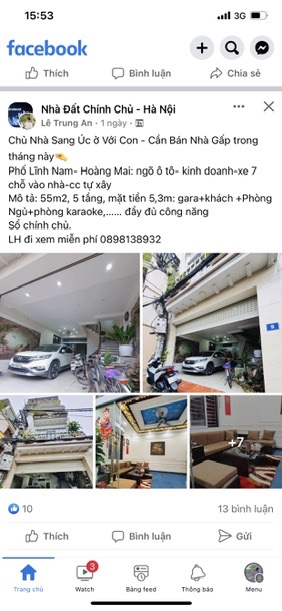 15:53
3G
facebook
Thích Bình luận Chia sẻ
Nhà Đất Chính Chủ - Hà Nội
Lê Trung An · 1 ngày ·
Chủ Nhà Sang Úc ở Với Con - Cần Bán Nhà Gấp trong
tháng này
Phố Lĩnh Nam- Hoàng Mai: ngõ ô tô- kinh doanh=xe 7
chỗ vào nhà-cc tự xây
Mô tả: 55m2, 5 tầng, mặt tiền 5,3m: gara+khách +Phòng
Ngủ+phòng karaoke,...... đầy đủ công năng
Sổ chính chủ.
LH đi xem miễn phí 0898138932
9
+7
10 13 bình luận
Thích Bình luận Gửi
3
Trang chủ Watch Bảng feed Thông báo Menu